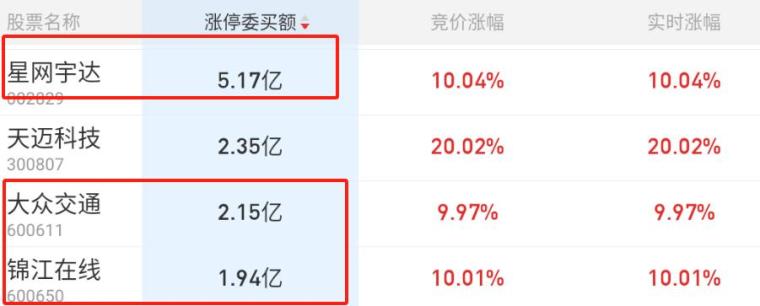 股票名称 涨停委买额 竞价涨幅 实时涨幅
星网宇达 5.17亿 10.04% 10.04%
002829
天迈科技 2.35亿 20.02% 20.02%
300807
大众交通 2.15亿 9.97% 9.97%
600611
锦江在线 1.94亿 10.01% 10.01%
600650